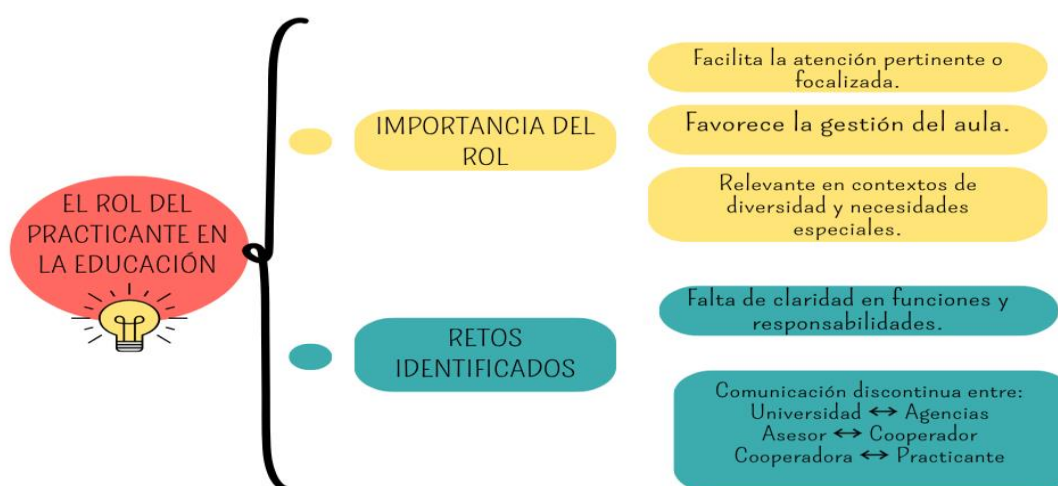 EL ROL DEL
PRACTICANTE EN
LA EDUCACIÓN
IMPORTANCIA DEL
ROL
Facilita la atención pertinente o
focalizada.
Favorece la gestión del aula.
Relevante en contextos de
diversidad y necesidades
especiales.
RETOS
IDENTIFICADOS
Falta de claridad en funciones y
responsabilidades.
Comunicación discontinua entre:
Universidad ↔ Agencias
Asesor ↔ Cooperador
Cooperadora ↔ Practicante